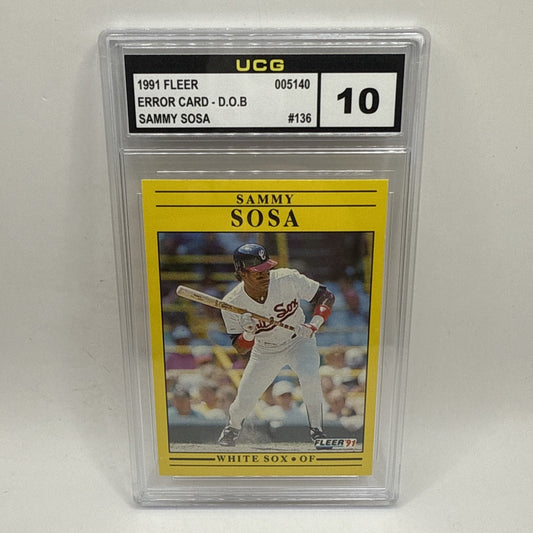 UCG
1991 FLEER 005140
ERROR CARD - D.O.B
SAMMY SOSA #136
10
SAMMY
SOSA
FLEER '91
WHITE SOX • OF